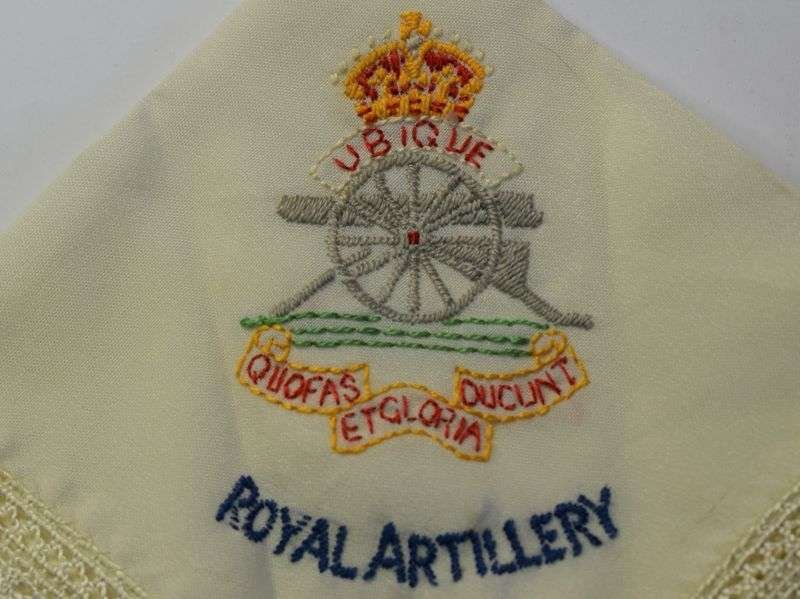 UBIQUE
QUOFAS
ETGLORIA
DUCUNT
ROYAL ARTILLERY